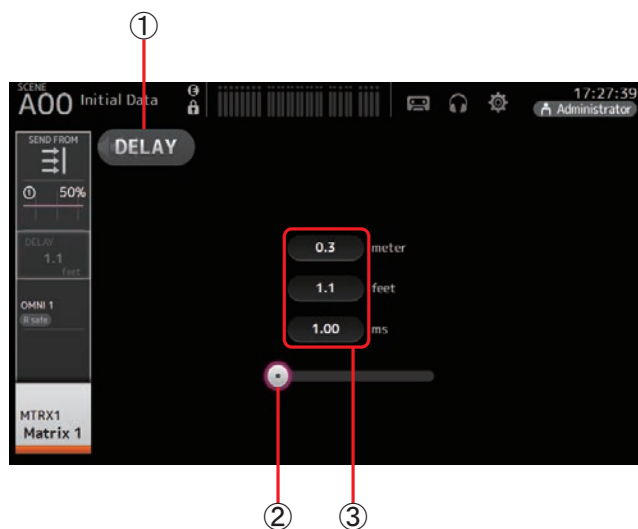 ①
SCENE
A00 Initial Data
E
17:27:39
Administrator
SEND FROM
① 50%
DELAY
DELAY
1.1
feet
0.3 meter
1.1 feet
1.00 ms
OMNI 1
R safe
MTRX1
Matrix 1
② ③